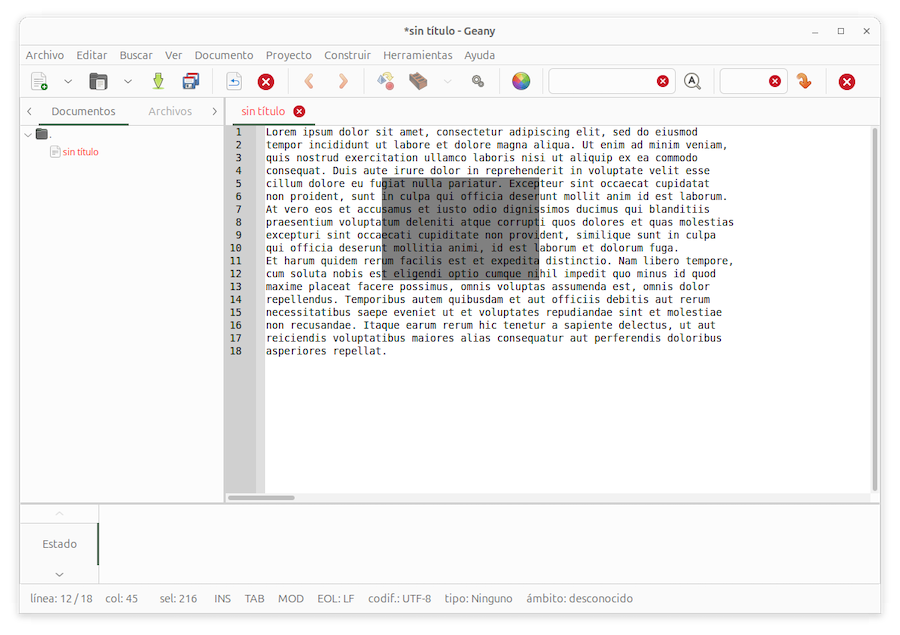 *sin título - Geany
Archivo Editar Buscar Ver Documento Proyecto Construir Herramientas Ayuda
Documentos Archivos sin título
.
sin título
1 Lorem ipsum dolor sit amet, consectetur adipiscing elit, sed do eiusmod
2 tempor incididunt ut labore et dolore magna aliqua. Ut enim ad minim veniam,
3 quis nostrud exercitation ullamco laboris nisi ut aliquip ex ea commodo
4 consequat. Duis aute irure dolor in reprehenderit in voluptate velit esse
5 cillum dolore eu fugiat nulla pariatur. Excepteur sint occaecat cupidatat
6 non proident, sunt in culpa qui officia deserunt mollit anim id est laborum.
7 At vero eos et accusamus et iusto odio dignissimos ducimus qui blanditiis
8 praesentium voluptatum deleniti atque corrupti quos dolores et quas molestias
9 excepturi sint occaecati cupiditate non provident, similique sunt in culpa
10 qui officia deserunt mollitia animi, id est laborum et dolorum fuga.
11 Et harum quidem rerum facilis est et expedita distinctio. Nam libero tempore,
12 cum soluta nobis est eligendi optio cumque nihil impedit quo minus id quod
13 maxime placeat facere possimus, omnis voluptas assumenda est, omnis dolor
14 repellendus. Temporibus autem quibusdam et aut officiis debitis aut rerum
15 necessitatibus saepe eveniet ut et voluptates repudiandae sint et molestiae
16 non recusandae. Itaque earum rerum hic tenetur a sapiente delectus, ut aut
17 reiciendis voluptatibus maiores alias consequatur aut perferendis doloribus
18 asperiores repellat.
Estado
línea: 12 / 18 col: 45 sel: 216 INS TAB MOD EOL: LF codif.: UTF-8 tipo: Ninguno ámbito: desconocido